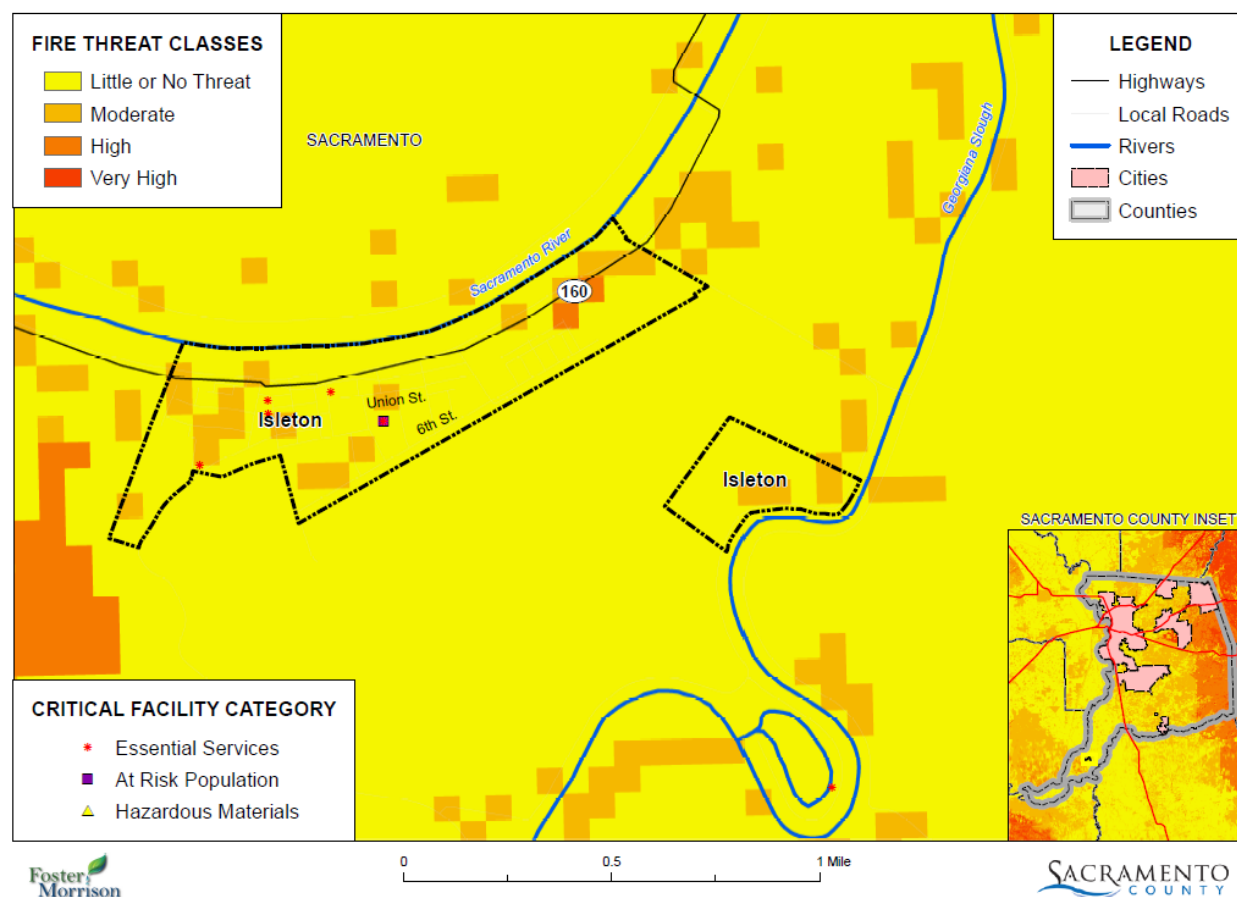 FIRE THREAT CLASSES
Little or No Threat
Moderate
High
Very High
LEGEND
Highways
Local Roads
Rivers
Cities
Counties
SACRAMENTO
Georgiana Slough
Sacramento River
160
Union St.
6th St.
Isleton
Isleton
SACRAMENTO COUNTY INSET
CRITICAL FACILITY CATEGORY
Essential Services
At Risk Population
Hazardous Materials
Foster
Morrison
0 0.5 1 Mile
SACRAMENTO
COUNTY